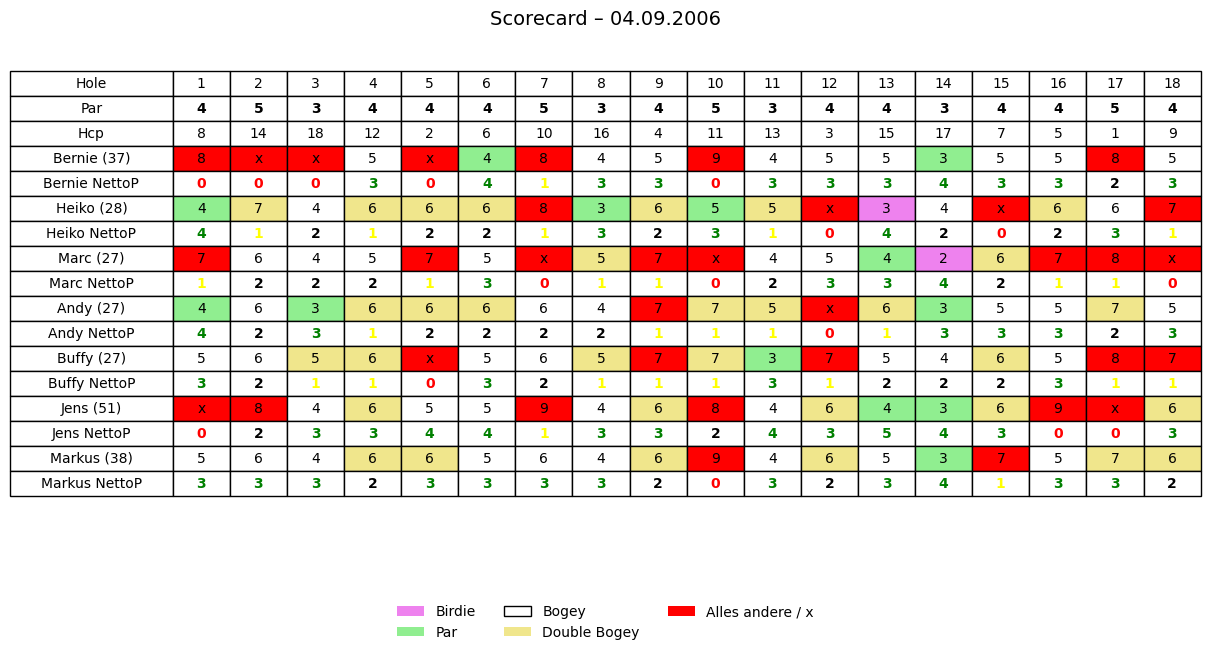 Scorecard – 04.09.2006
Hole 1 2 3 4 5 6 7 8 9 10 11 12 13 14 15 16 17 18
Par 4 5 3 4 4 4 5 3 4 5 3 4 4 3 4 4 5 4
Hcp 8 14 18 12 2 6 10 16 4 11 13 3 15 17 7 5 1 9
Bernie (37) 8 x x 5 x 4 8 4 5 9 4 5 5 3 5 5 8 5
Bernie NettoP 0 0 0 3 0 4 1 3 3 0 3 3 3 4 3 3 2 3
Heiko (28) 4 7 4 6 6 6 8 3 6 5 5 x 3 4 x 6 6 7
Heiko NettoP 4 1 2 1 2 2 1 3 2 3 1 0 4 2 0 2 3 1
Marc (27) 7 6 4 5 7 5 x 5 7 x 4 5 4 2 6 7 8 x
Marc NettoP 1 2 2 2 1 3 0 1 1 0 2 3 3 4 2 1 1 0
Andy (27) 4 6 3 6 6 6 6 4 7 7 5 x 6 3 5 5 7 5
Andy NettoP 4 2 3 1 2 2 2 2 1 1 1 0 1 3 3 3 2 3
Buffy (27) 5 6 5 6 x 5 6 5 7 7 3 7 5 4 6 5 8 7
Buffy NettoP 3 2 1 1 0 3 2 1 1 1 3 1 2 2 2 3 1 1
Jens (51) x 8 4 6 5 5 9 4 6 8 4 6 4 3 6 9 x 6
Jens NettoP 0 2 3 3 4 4 1 3 3 2 4 3 5 4 3 0 0 3
Markus (38) 5 6 4 6 6 5 6 4 6 9 4 6 5 3 7 5 7 6
Markus NettoP 3 3 3 2 3 3 3 3 2 0 3 2 3 4 1 3 3 2
Birdie Bogey Alles andere / x
Par Double Bogey